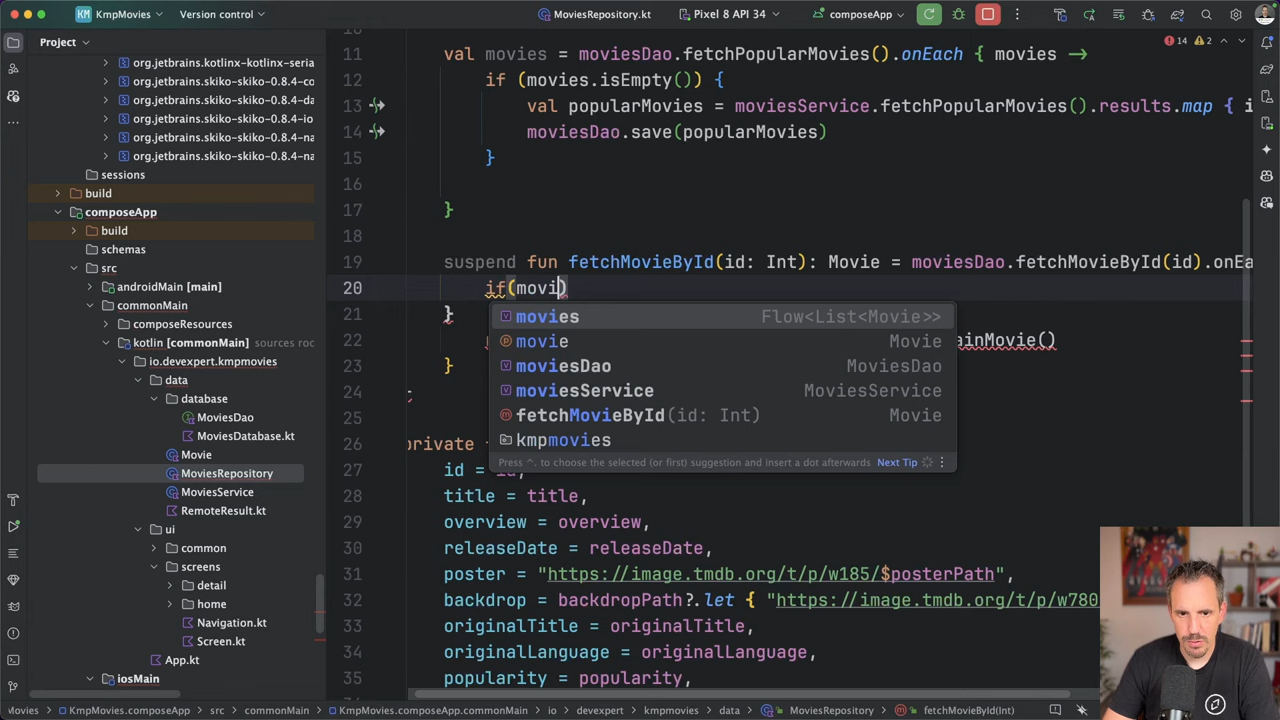 KmpMovies
Version control
MoviesRepository.kt
Pixel 8 API 34
composeApp
Project
org.jetbrains.kotlinx-kotlinx-seria
org.jetbrains.skiko-skiko-0.8.4-co
org.jetbrains.skiko-skiko-0.8.4-da
org.jetbrains.skiko-skiko-0.8.4-io
org.jetbrains.skiko-skiko-0.8.4-na
org.jetbrains.skiko-skiko-0.8.4-na
sessions
build
composeApp
build
schemas
src
androidMain [main]
commonMain
composeResources
kotlin [commonMain] sources roc
io.devexpert.kmpmovies
data
database
MoviesDao
MoviesDatabase.kt
Movie
MoviesRepository
MoviesService
RemoteResult.kt
ui
common
screens
detail
home
Navigation.kt
Screen.kt
App.kt
iosMain
14 2
11 val movies = moviesDao.fetchPopularMovies().onEach { movies →
12 if (movies.isEmpty()) {
13 val popularMovies = moviesService.fetchPopularMovies().results.map { i
14 moviesDao.save(popularMovies)
15 }
16
17 }
18
19 suspend fun fetchMovieById(id: Int): Movie = moviesDao.fetchMovieById(id).onEa
20 if(movi)
21 }
22 ainMovie()
23 }
24
25
26 private
27 id = id,
28 title = title,
29 overview = overview,
30 releaseDate = releaseDate,
31 poster = "https://image.tmdb.org/t/p/w185/$posterPath",
32 backdrop = backdropPath?.let { "https://image.tmdb.org/t/p/w780
33 originalTitle = originalTitle,
34 originalLanguage = originalLanguage,
35 popularity = popularity,
movies Flow<List<Movie>>
movie Movie
moviesDao MoviesDao
moviesService MoviesService
fetchMovieById(id: Int) Movie
kmpmovies
Press ^. to choose the selected (or first) suggestion and insert a dot afterwards Next Tip
Movies
KmpMovies.composeApp
src
commonMain
KmpMovies.composeApp.commonMain
io
devexpert
kmpmovies
data
MoviesRepository
fetchMovieById(Int)